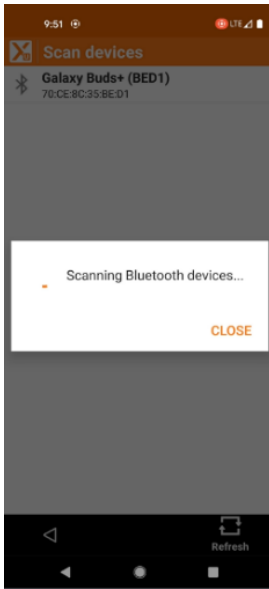 9:51
LTE
Scan devices
Galaxy Buds+ (BED1)
70:CE:8C:35:BE:D1
Scanning Bluetooth devices...
CLOSE
Refresh